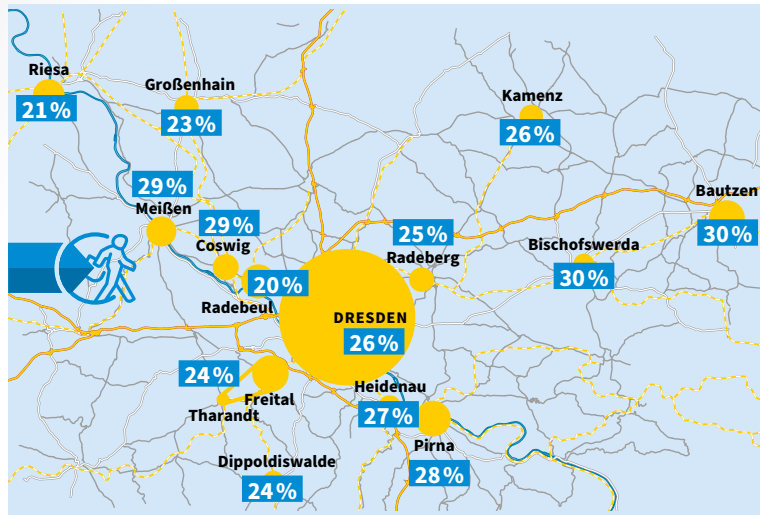 Riesa
21 %
Großenhain
23 %
Kamenz
26 %
29 %
Meißen
29 %
Coswig
Bautzen
30 %
25 %
Radeberg
Bischofswerda
30 %
20 %
Radebeul
DRESDEN
26 %
24 %
Freital
Tharandt
Heidenau
27 %
Pirna
28 %
Dippoldiswalde
24 %